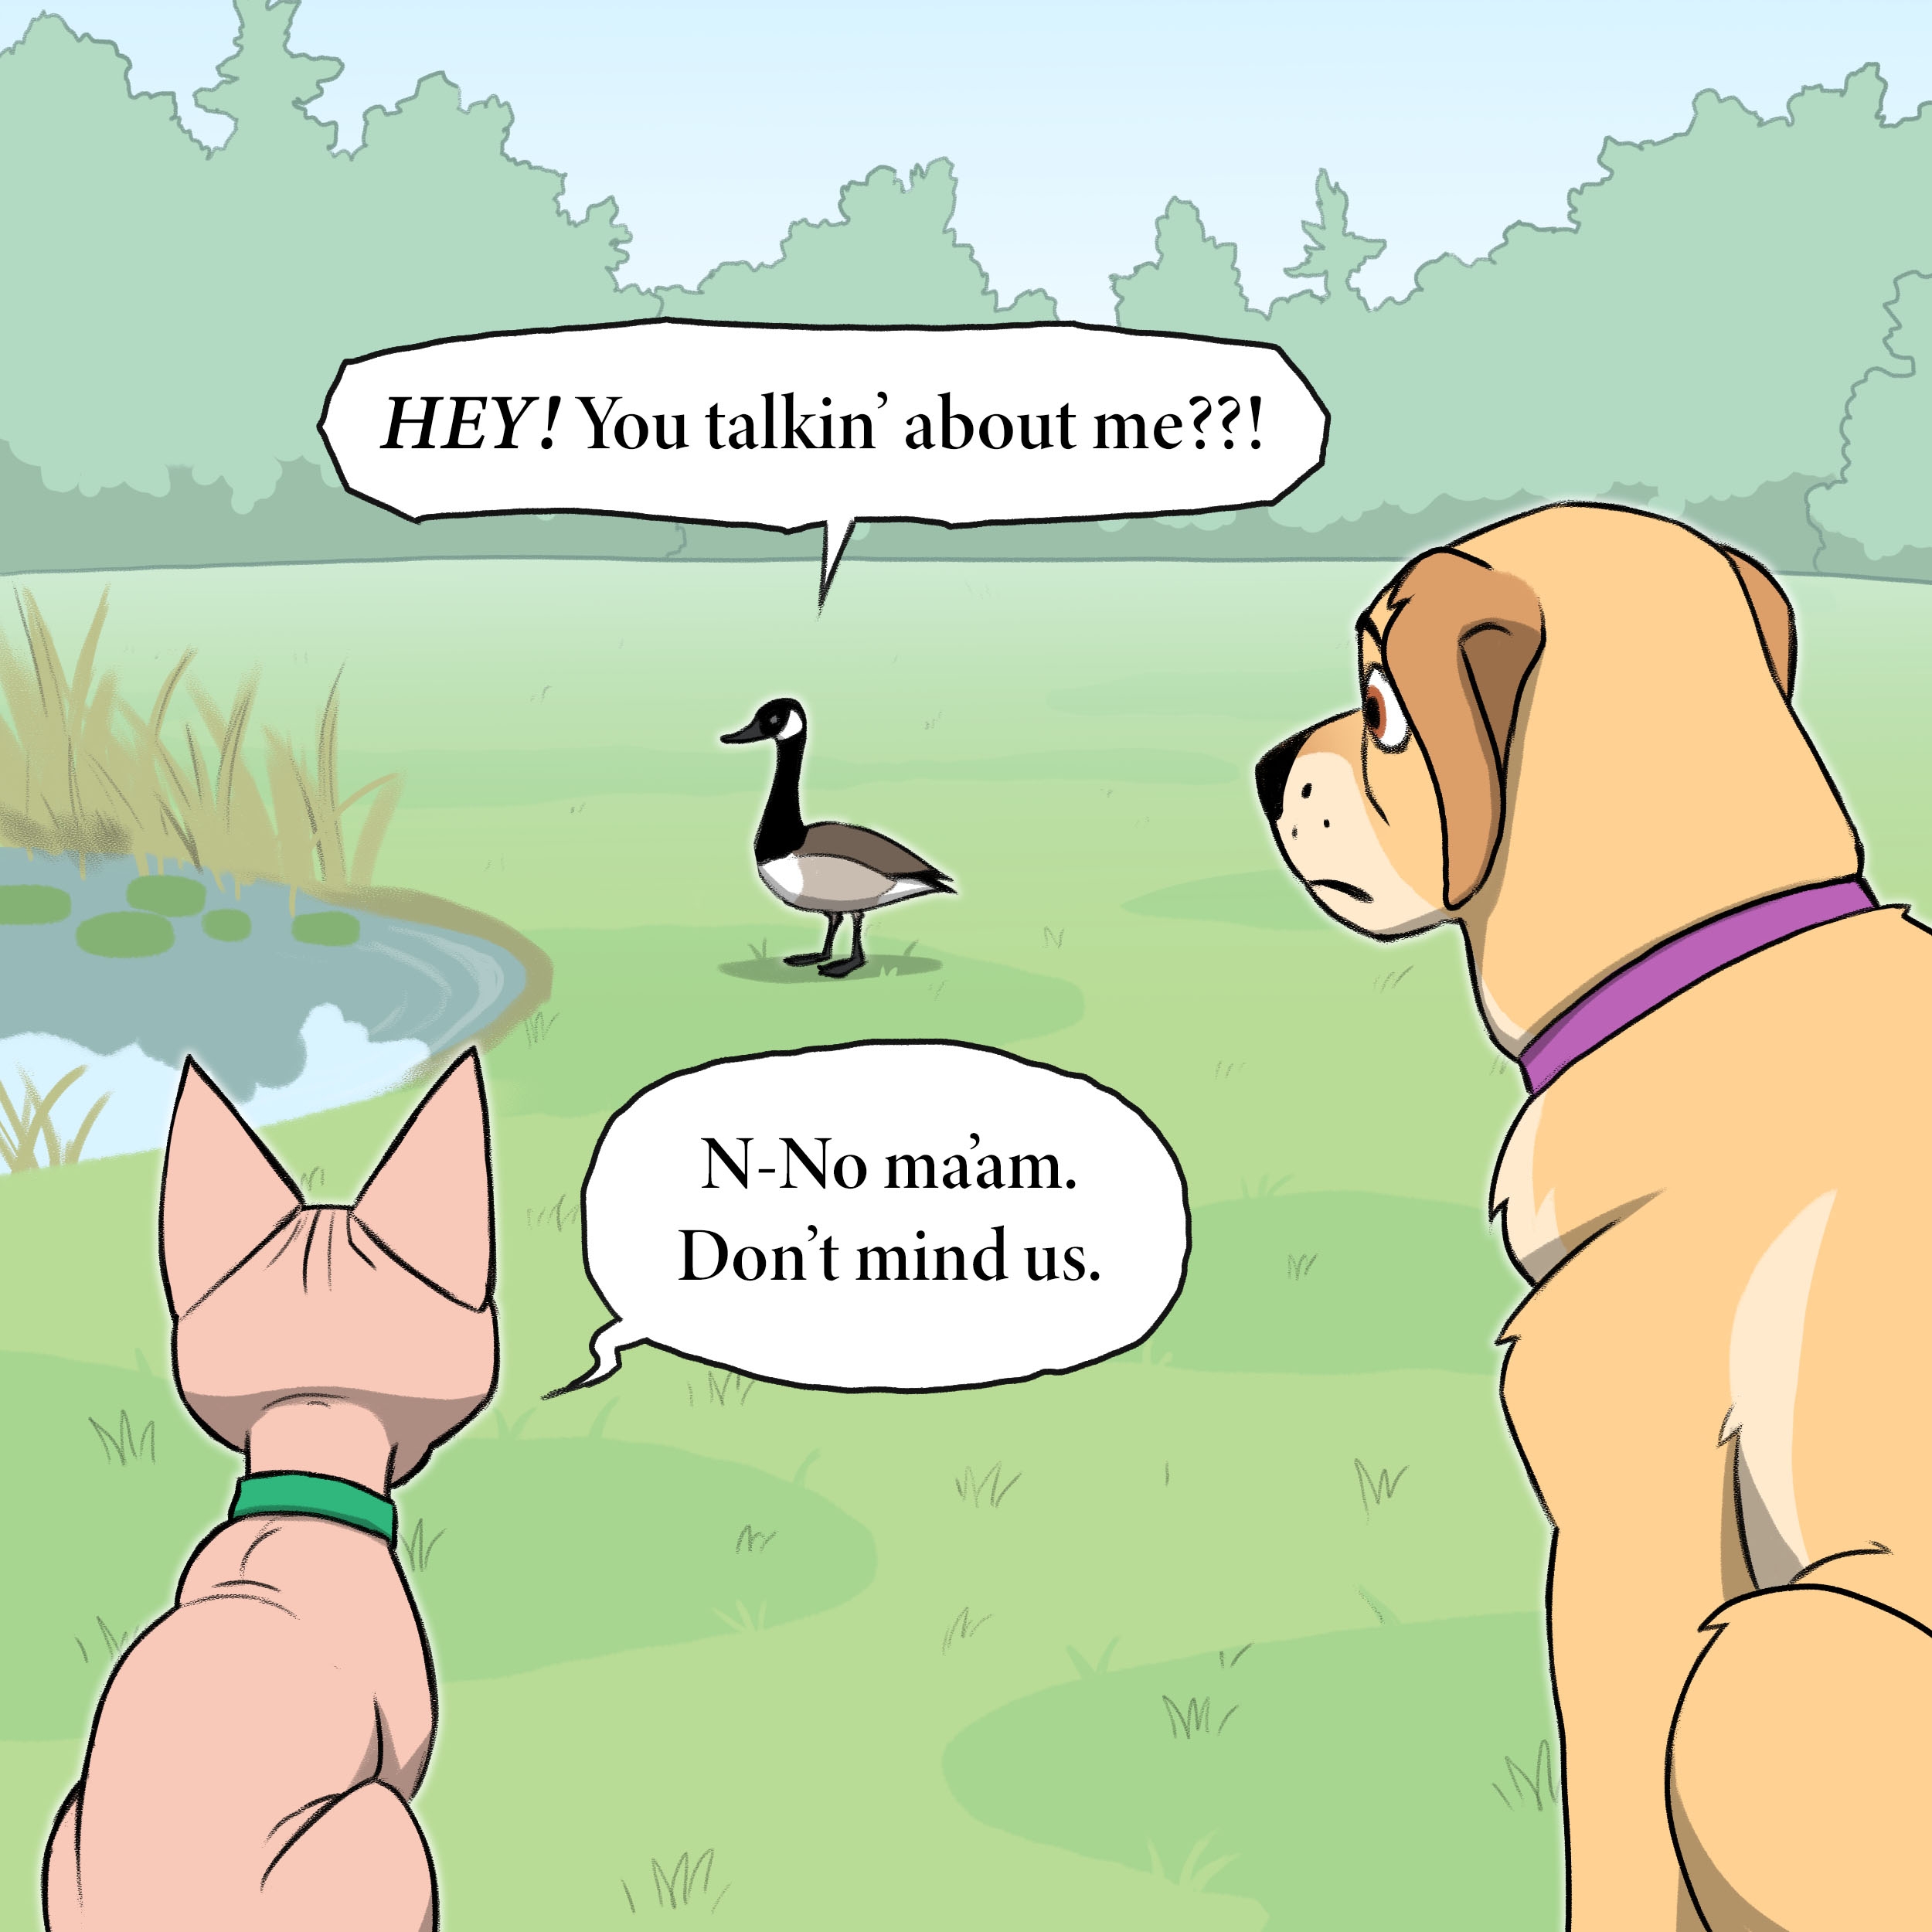 HEY! You talkin’ about me??!
N-No ma’am.
Don’t mind us.